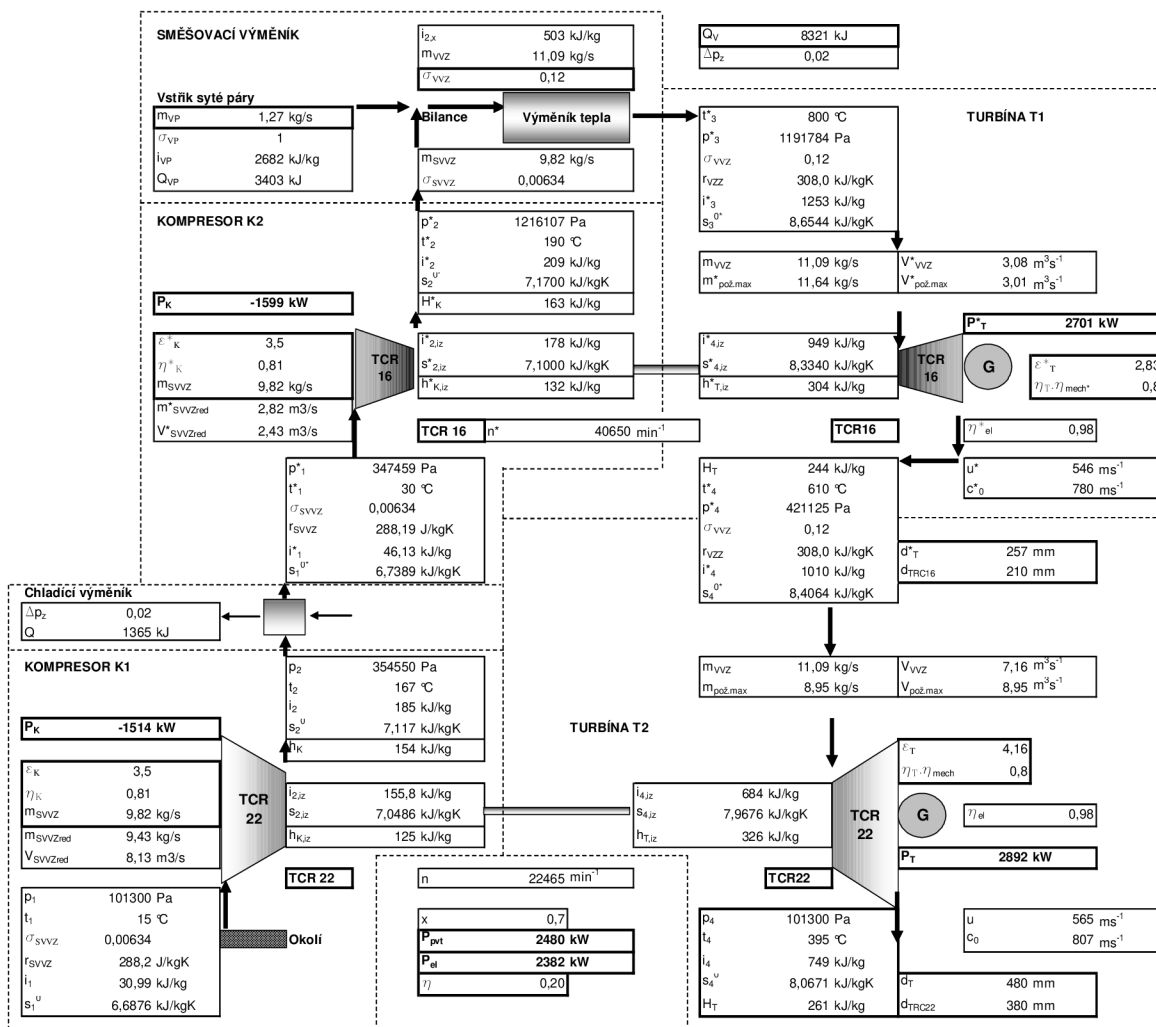 SMĚŠOVACÍ VÝMĚNÍK
i2,x 503 kJ/kg
mVVZ 11,09 kg/s
σVVZ 0,12
QV 8321 kJ
Δpz 0,02
Vstřik syté páry
mVP 1,27 kg/s
σVP 1
iVP 2682 kJ/kg
QVP 3403 kJ
Bilance
Výměník tepla
mSVVZ 9,82 kg/s
σSVVZ 0,00634
TURBÍNA T1
t*3 800 °C
p*3 1191784 Pa
σVVZ 0,12
rVZZ 308,0 kJ/kgK
i*3 1253 kJ/kg
s3^0* 8,6544 kJ/kgK
KOMPRESOR K2
p*2 1216107 Pa
t*2 190 °C
i*2 209 kJ/kg
s2^0* 7,1700 kJ/kgK
H*K 163 kJ/kg
mVVZ 11,09 kg/s V*VVZ 3,08 m³s⁻¹
m*pož.max 11,64 kg/s V*pož.max 3,01 m³s⁻¹
PK -1599 kW
ε*K 3,5
η*K 0,81
mSVVZ 9,82 kg/s
m*SVVZred 2,82 m3/s
V*SVVZred 2,43 m3/s
TCR
16
i*2,iz 178 kJ/kg
s*2,iz 7,1000 kJ/kgK
h*K,iz 132 kJ/kg
i*4,iz 949 kJ/kg
s*4,iz 8,3340 kJ/kgK
h*T,iz 304 kJ/kg
TCR
16
G
P*T 2701 kW
ε*T 2,83
ηT.ηmech* 0,8
TCR 16 n* 40650 min⁻¹
TCR16
η*el 0,98
p*1 347459 Pa
t*1 30 °C
σSVVZ 0,00634
rSVVZ 288,19 J/kgK
i*1 46,13 kJ/kg
s1^0* 6,7389 kJ/kgK
HT 244 kJ/kg
t*4 610 °C
p*4 421125 Pa
σVVZ 0,12
rVZZ 308,0 kJ/kgK
i*4 1010 kJ/kg
s4^0* 8,4064 kJ/kgK
u* 546 ms⁻¹
c*0 780 ms⁻¹
d*T 257 mm
dTRC16 210 mm
Chladící výměník
Δpz 0,02
Q 1365 kJ
KOMPRESOR K1
p2 354550 Pa
t2 167 °C
i2 185 kJ/kg
s2^0 7,117 kJ/kgK
hK 154 kJ/kg
mVVZ 11,09 kg/s VVVZ 7,16 m³s⁻¹
mpož.max 8,95 kg/s Vpož.max 8,95 m³s⁻¹
TURBÍNA T2
PK -1514 kW
εK 3,5
ηK 0,81
mSVVZ 9,82 kg/s
mSVVZred 9,43 kg/s
VSVVZred 8,13 m3/s
TCR
22
i2,iz 155,8 kJ/kg
s2,iz 7,0486 kJ/kgK
hK,iz 125 kJ/kg
i4,iz 684 kJ/kg
s4,iz 7,9676 kJ/kgK
hT,iz 326 kJ/kg
TCR
22
εT 4,16
ηT.ηmech 0,8
G
ηel 0,98
PT 2892 kW
TCR 22
n 22465 min⁻¹
TCR22
p1 101300 Pa
t1 15 °C
σSVVZ 0,00634
rSVVZ 288,2 J/kgK
i1 30,99 kJ/kg
s1^0 6,6876 kJ/kgK
Okolí
x 0,7
Ppvt 2480 kW
Pel 2382 kW
η 0,20
p4 101300 Pa
t4 395 °C
i4 749 kJ/kg
s4^0 8,0671 kJ/kgK
HT 261 kJ/kg
u 565 ms⁻¹
c0 807 ms⁻¹
dT 480 mm
dTRC22 380 mm